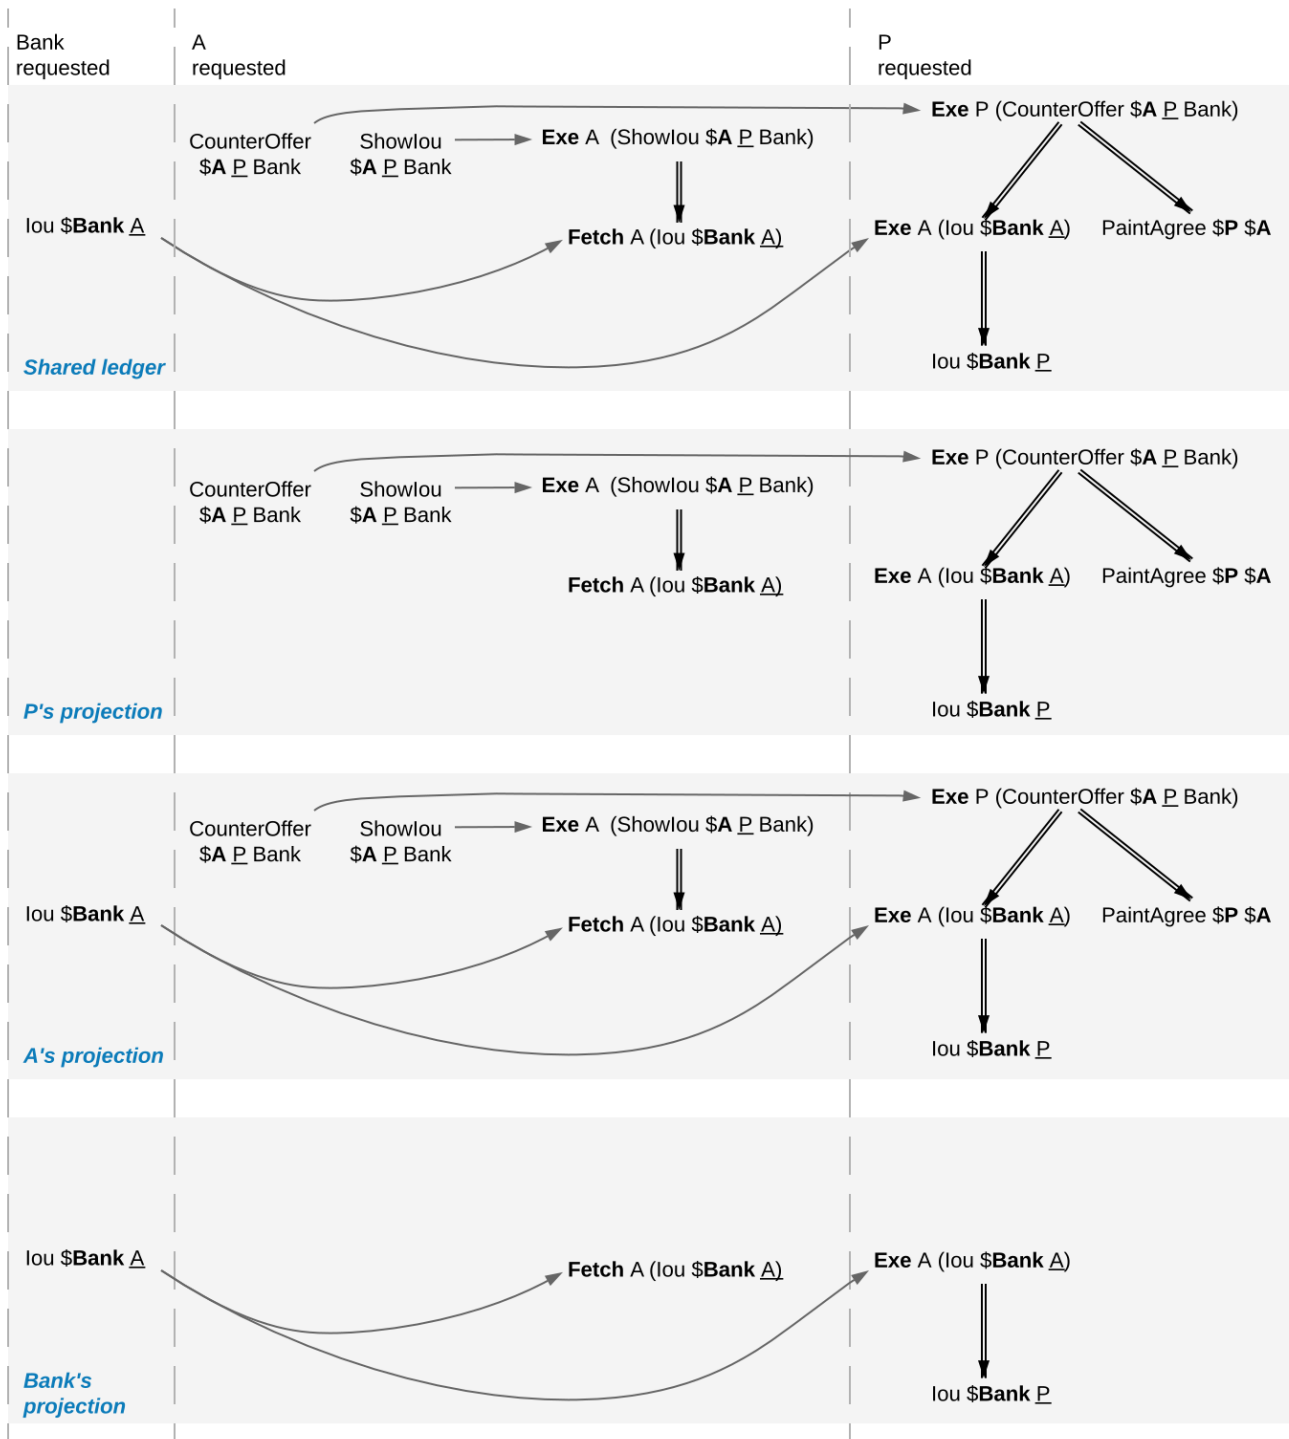 Bank
requested
A
requested
P
requested
Exe P (CounterOffer $A P Bank)
CounterOffer
$A P Bank
ShowIou
$A P Bank
Exe A (ShowIou $A P Bank)
Iou $Bank A
Fetch A (Iou $Bank A)
Exe A (Iou $Bank A)
PaintAgree $P $A
Iou $Bank P
Shared ledger
Exe P (CounterOffer $A P Bank)
CounterOffer
$A P Bank
ShowIou
$A P Bank
Exe A (ShowIou $A P Bank)
Fetch A (Iou $Bank A)
Exe A (Iou $Bank A)
PaintAgree $P $A
Iou $Bank P
P's projection
Exe P (CounterOffer $A P Bank)
CounterOffer
$A P Bank
ShowIou
$A P Bank
Exe A (ShowIou $A P Bank)
Iou $Bank A
Fetch A (Iou $Bank A)
Exe A (Iou $Bank A)
PaintAgree $P $A
Iou $Bank P
A's projection
Iou $Bank A
Fetch A (Iou $Bank A)
Exe A (Iou $Bank A)
Iou $Bank P
Bank's
projection